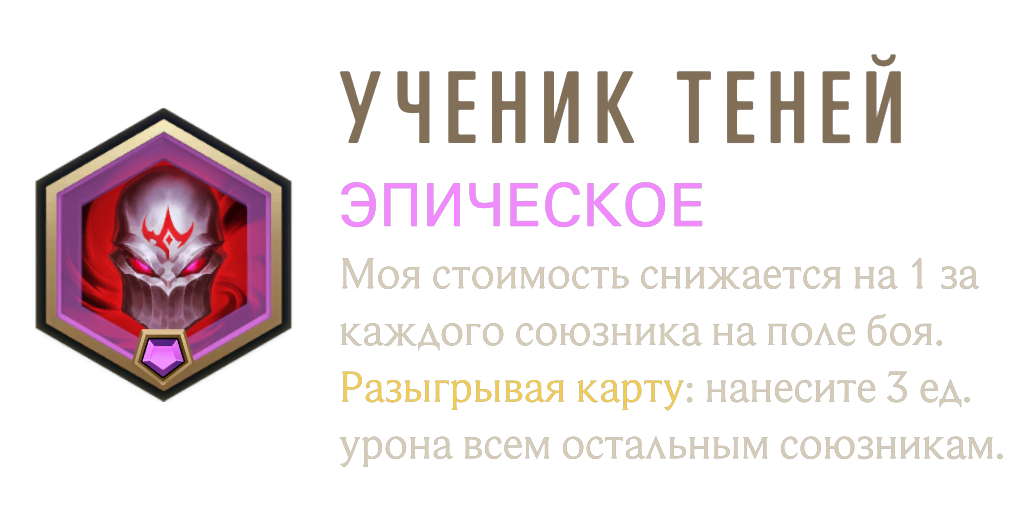 УЧЕНИК ТЕНЕЙ
ЭПИЧЕСКОЕ
Моя стоимость снижается на 1 за
каждого союзника на поле боя.
Разыгрывая карту: нанесите 3 ед.
урона всем остальным союзникам.